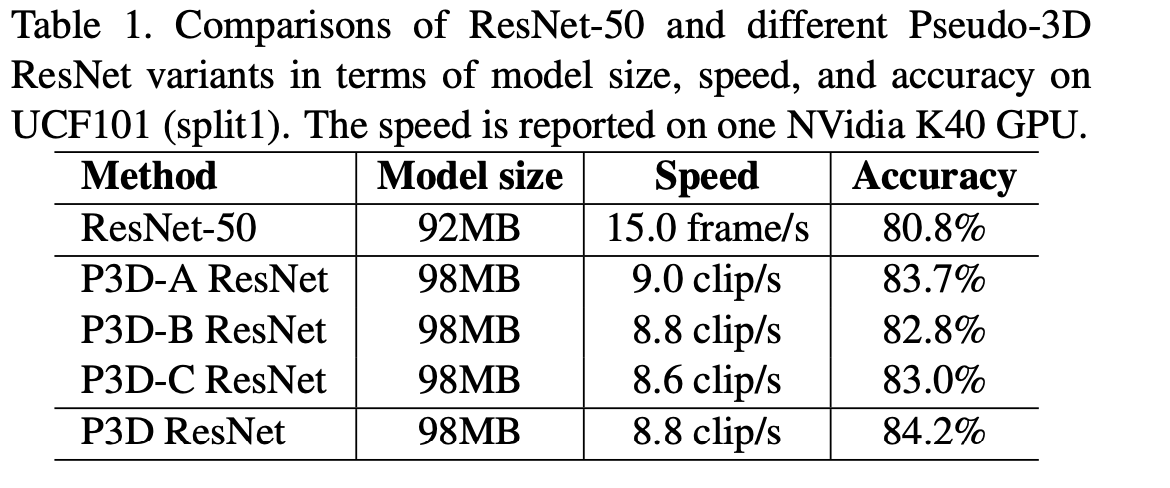 Table 1. Comparisons of ResNet-50 and different Pseudo-3D
ResNet variants in terms of model size, speed, and accuracy on
UCF101 (split1). The speed is reported on one NVidia K40 GPU.
Method Model size Speed Accuracy
ResNet-50 92MB 15.0 frame/s 80.8%
P3D-A ResNet 98MB 9.0 clip/s 83.7%
P3D-B ResNet 98MB 8.8 clip/s 82.8%
P3D-C ResNet 98MB 8.6 clip/s 83.0%
P3D ResNet 98MB 8.8 clip/s 84.2%